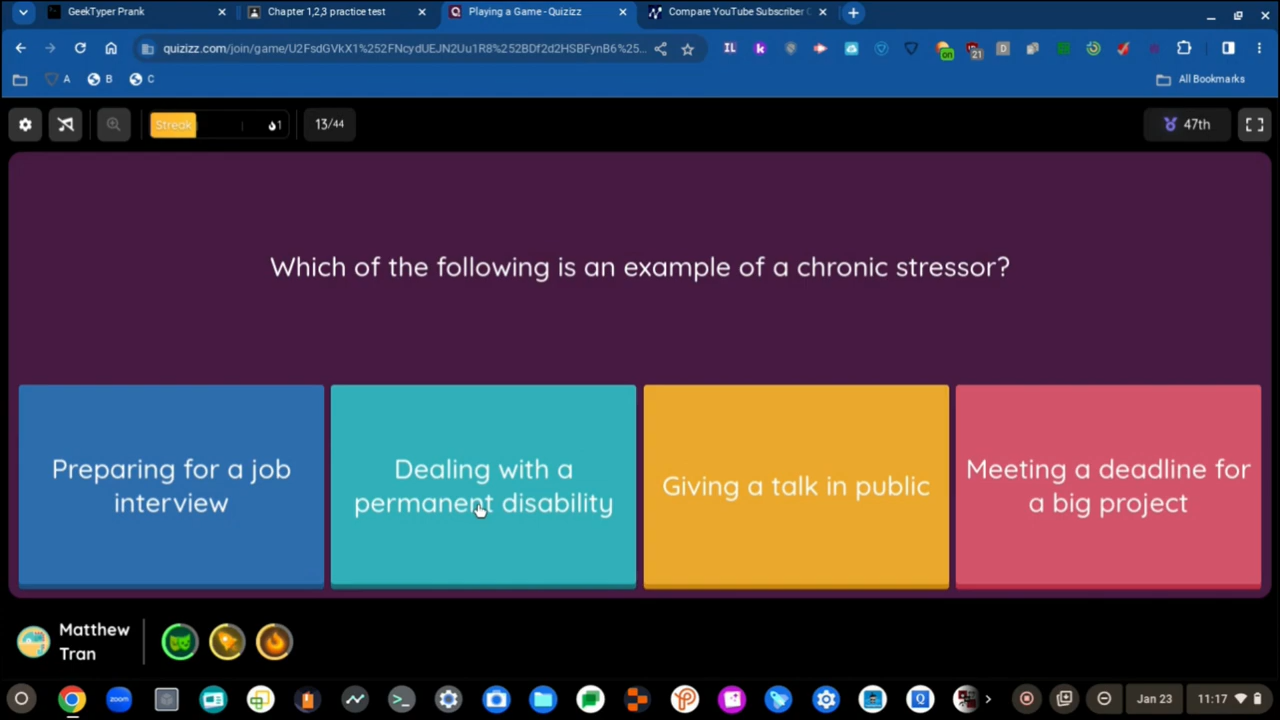 GeekTyper Prank
Chapter 1,2,3 practice test
Playing a Game - Quizizz
Compare YouTube Subscriber
quizizz.com/join/game/U2FsdGVkX1%252FNcydUEJN2Uu1R8%252BDf2d2HSBFynB6%25...
A
B
C
All Bookmarks
Streak
1
13/44
47th
Which of the following is an example of a chronic stressor?
Preparing for a job
interview
Dealing with a
permanent disability
Giving a talk in public
Meeting a deadline for
a big project
Matthew
Tran
zoom
Jan 23
11:17